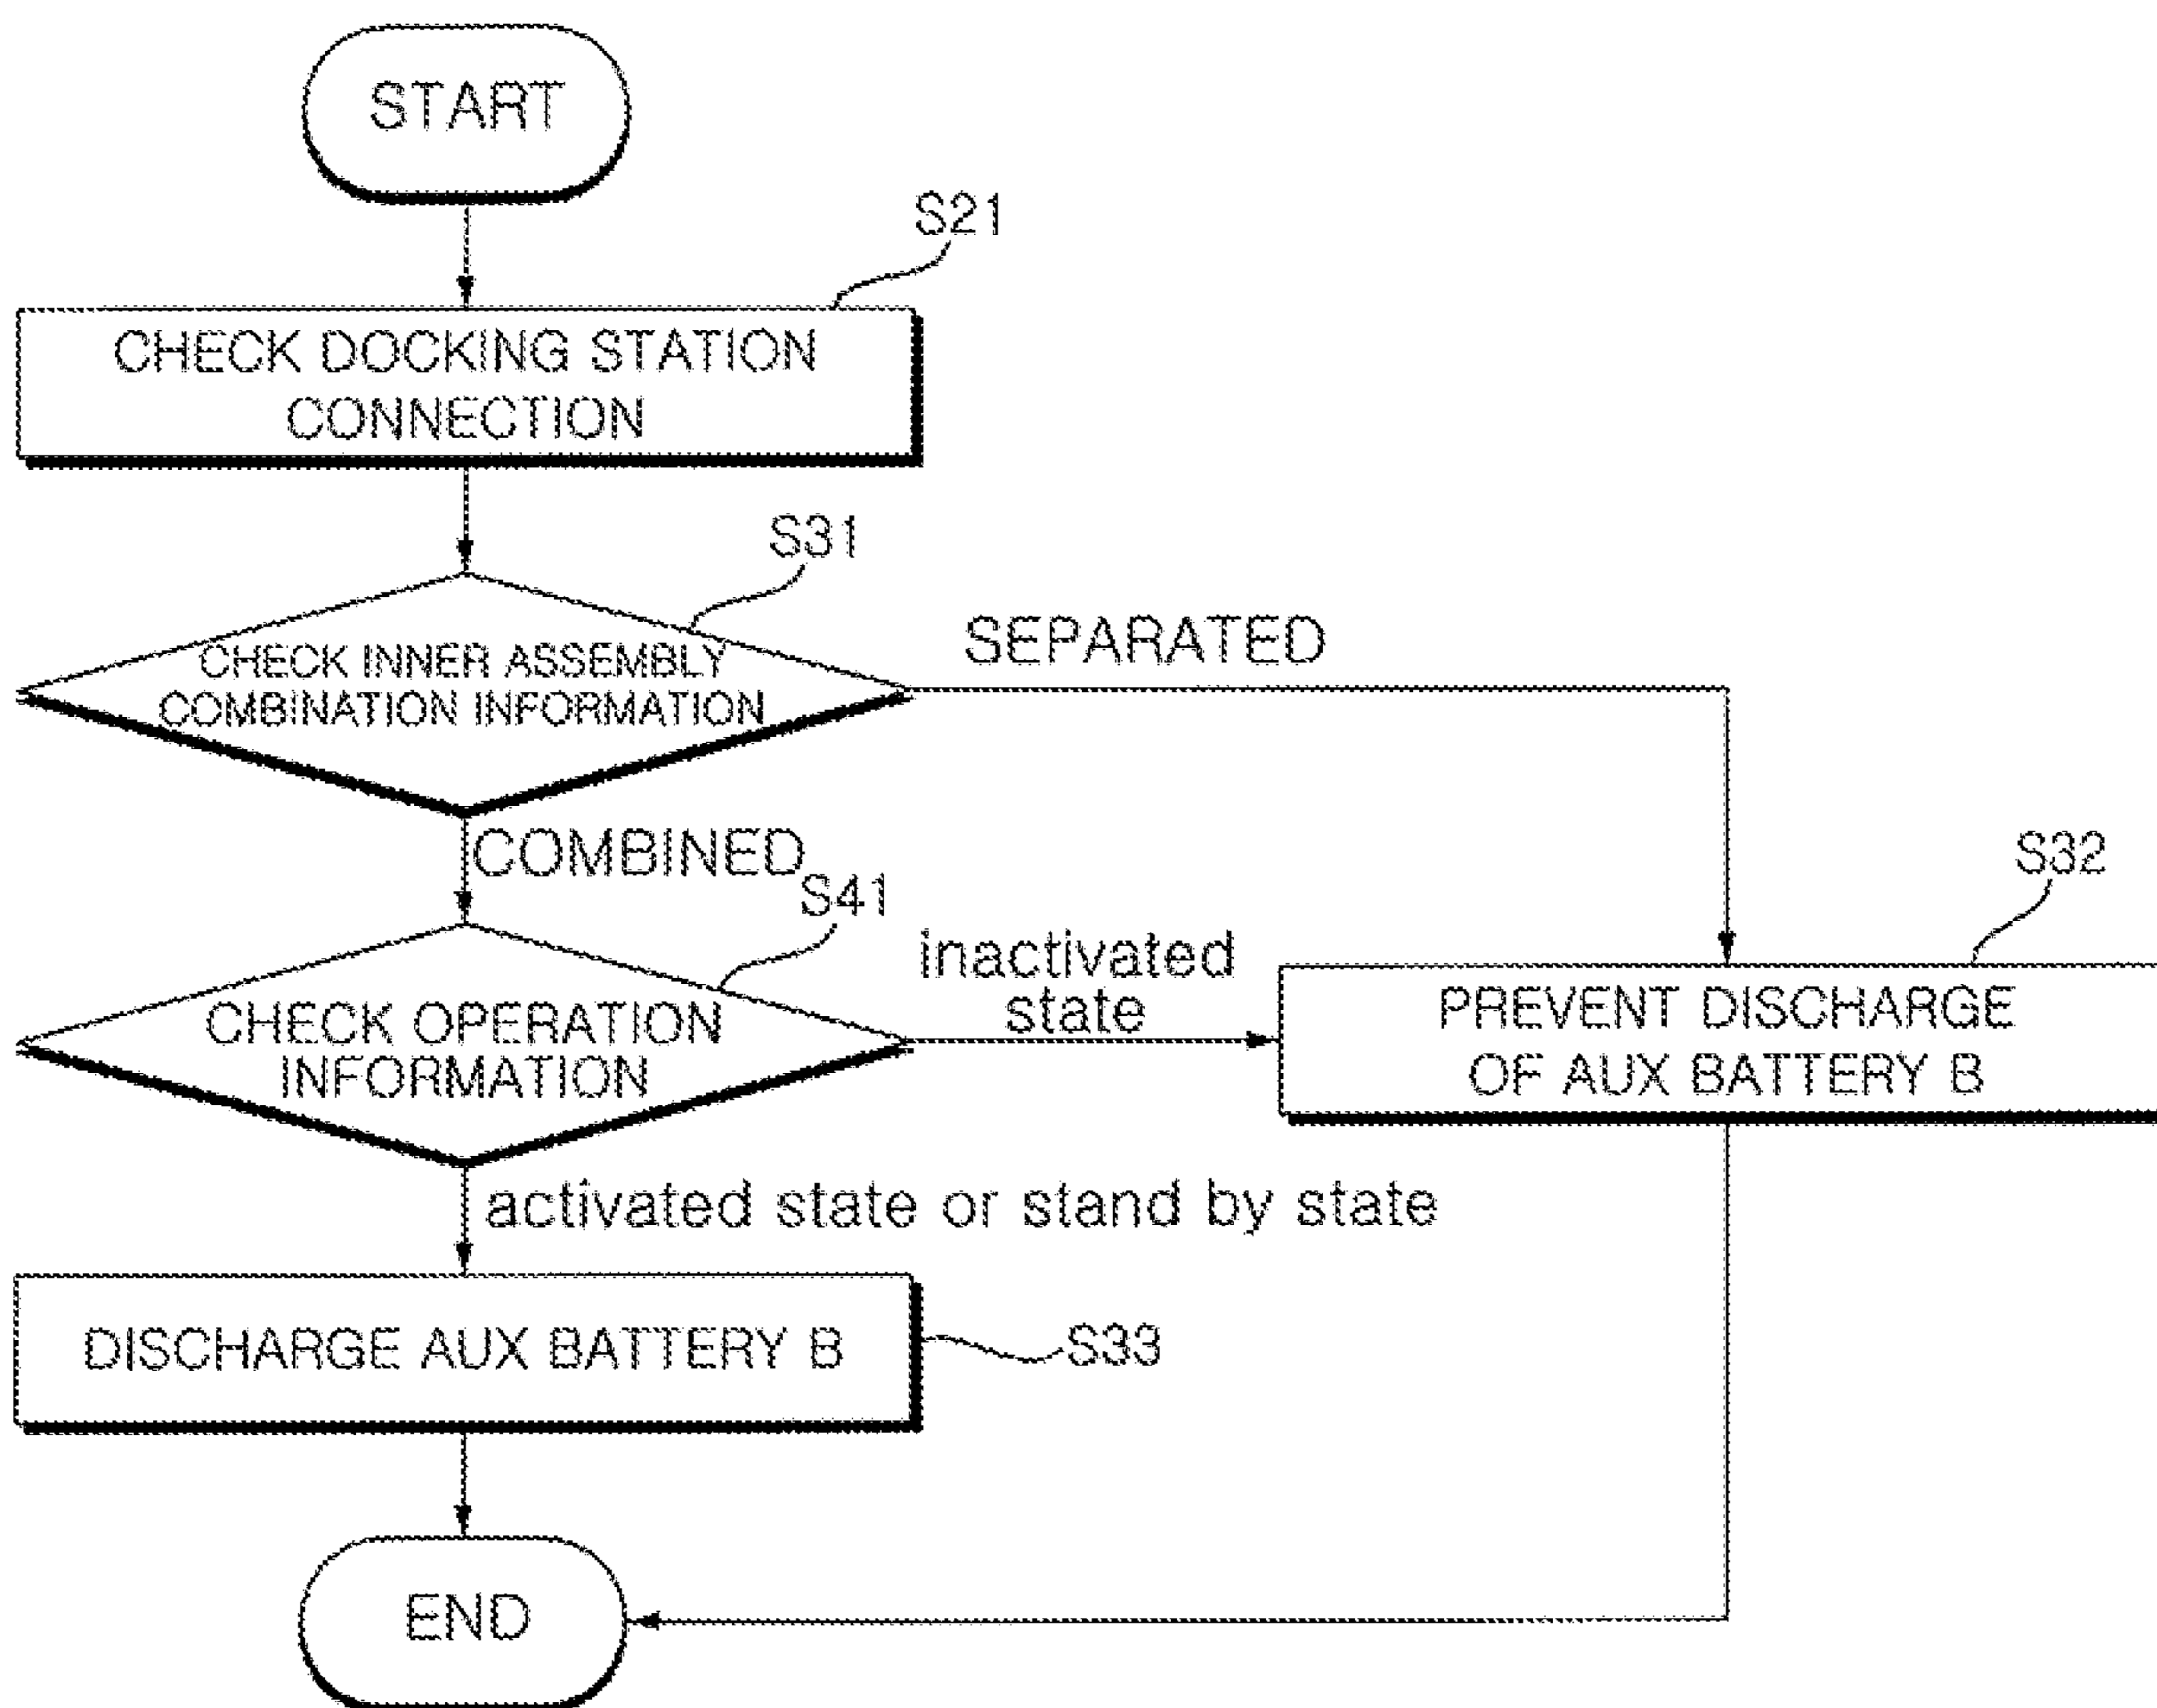 START
S21
CHECK DOCKING STATION
CONNECTION
S31
CHECK INNER ASSEMBLY
COMBINATION INFORMATION
SEPARATED
COMBINED
S41
CHECK OPERATION
INFORMATION
inactivated
state
S32
PREVENT DISCHARGE
OF AUX BATTERY B
activated state or stand by state
DISCHARGE AUX BATTERY B
S33
END